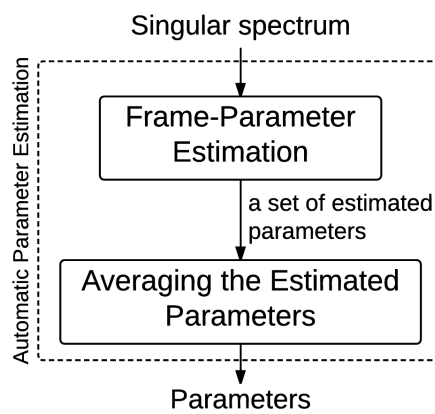 Singular spectrum
Automatic Parameter Estimation
Frame-Parameter
Estimation
a set of estimated
parameters
Averaging the Estimated
Parameters
Parameters